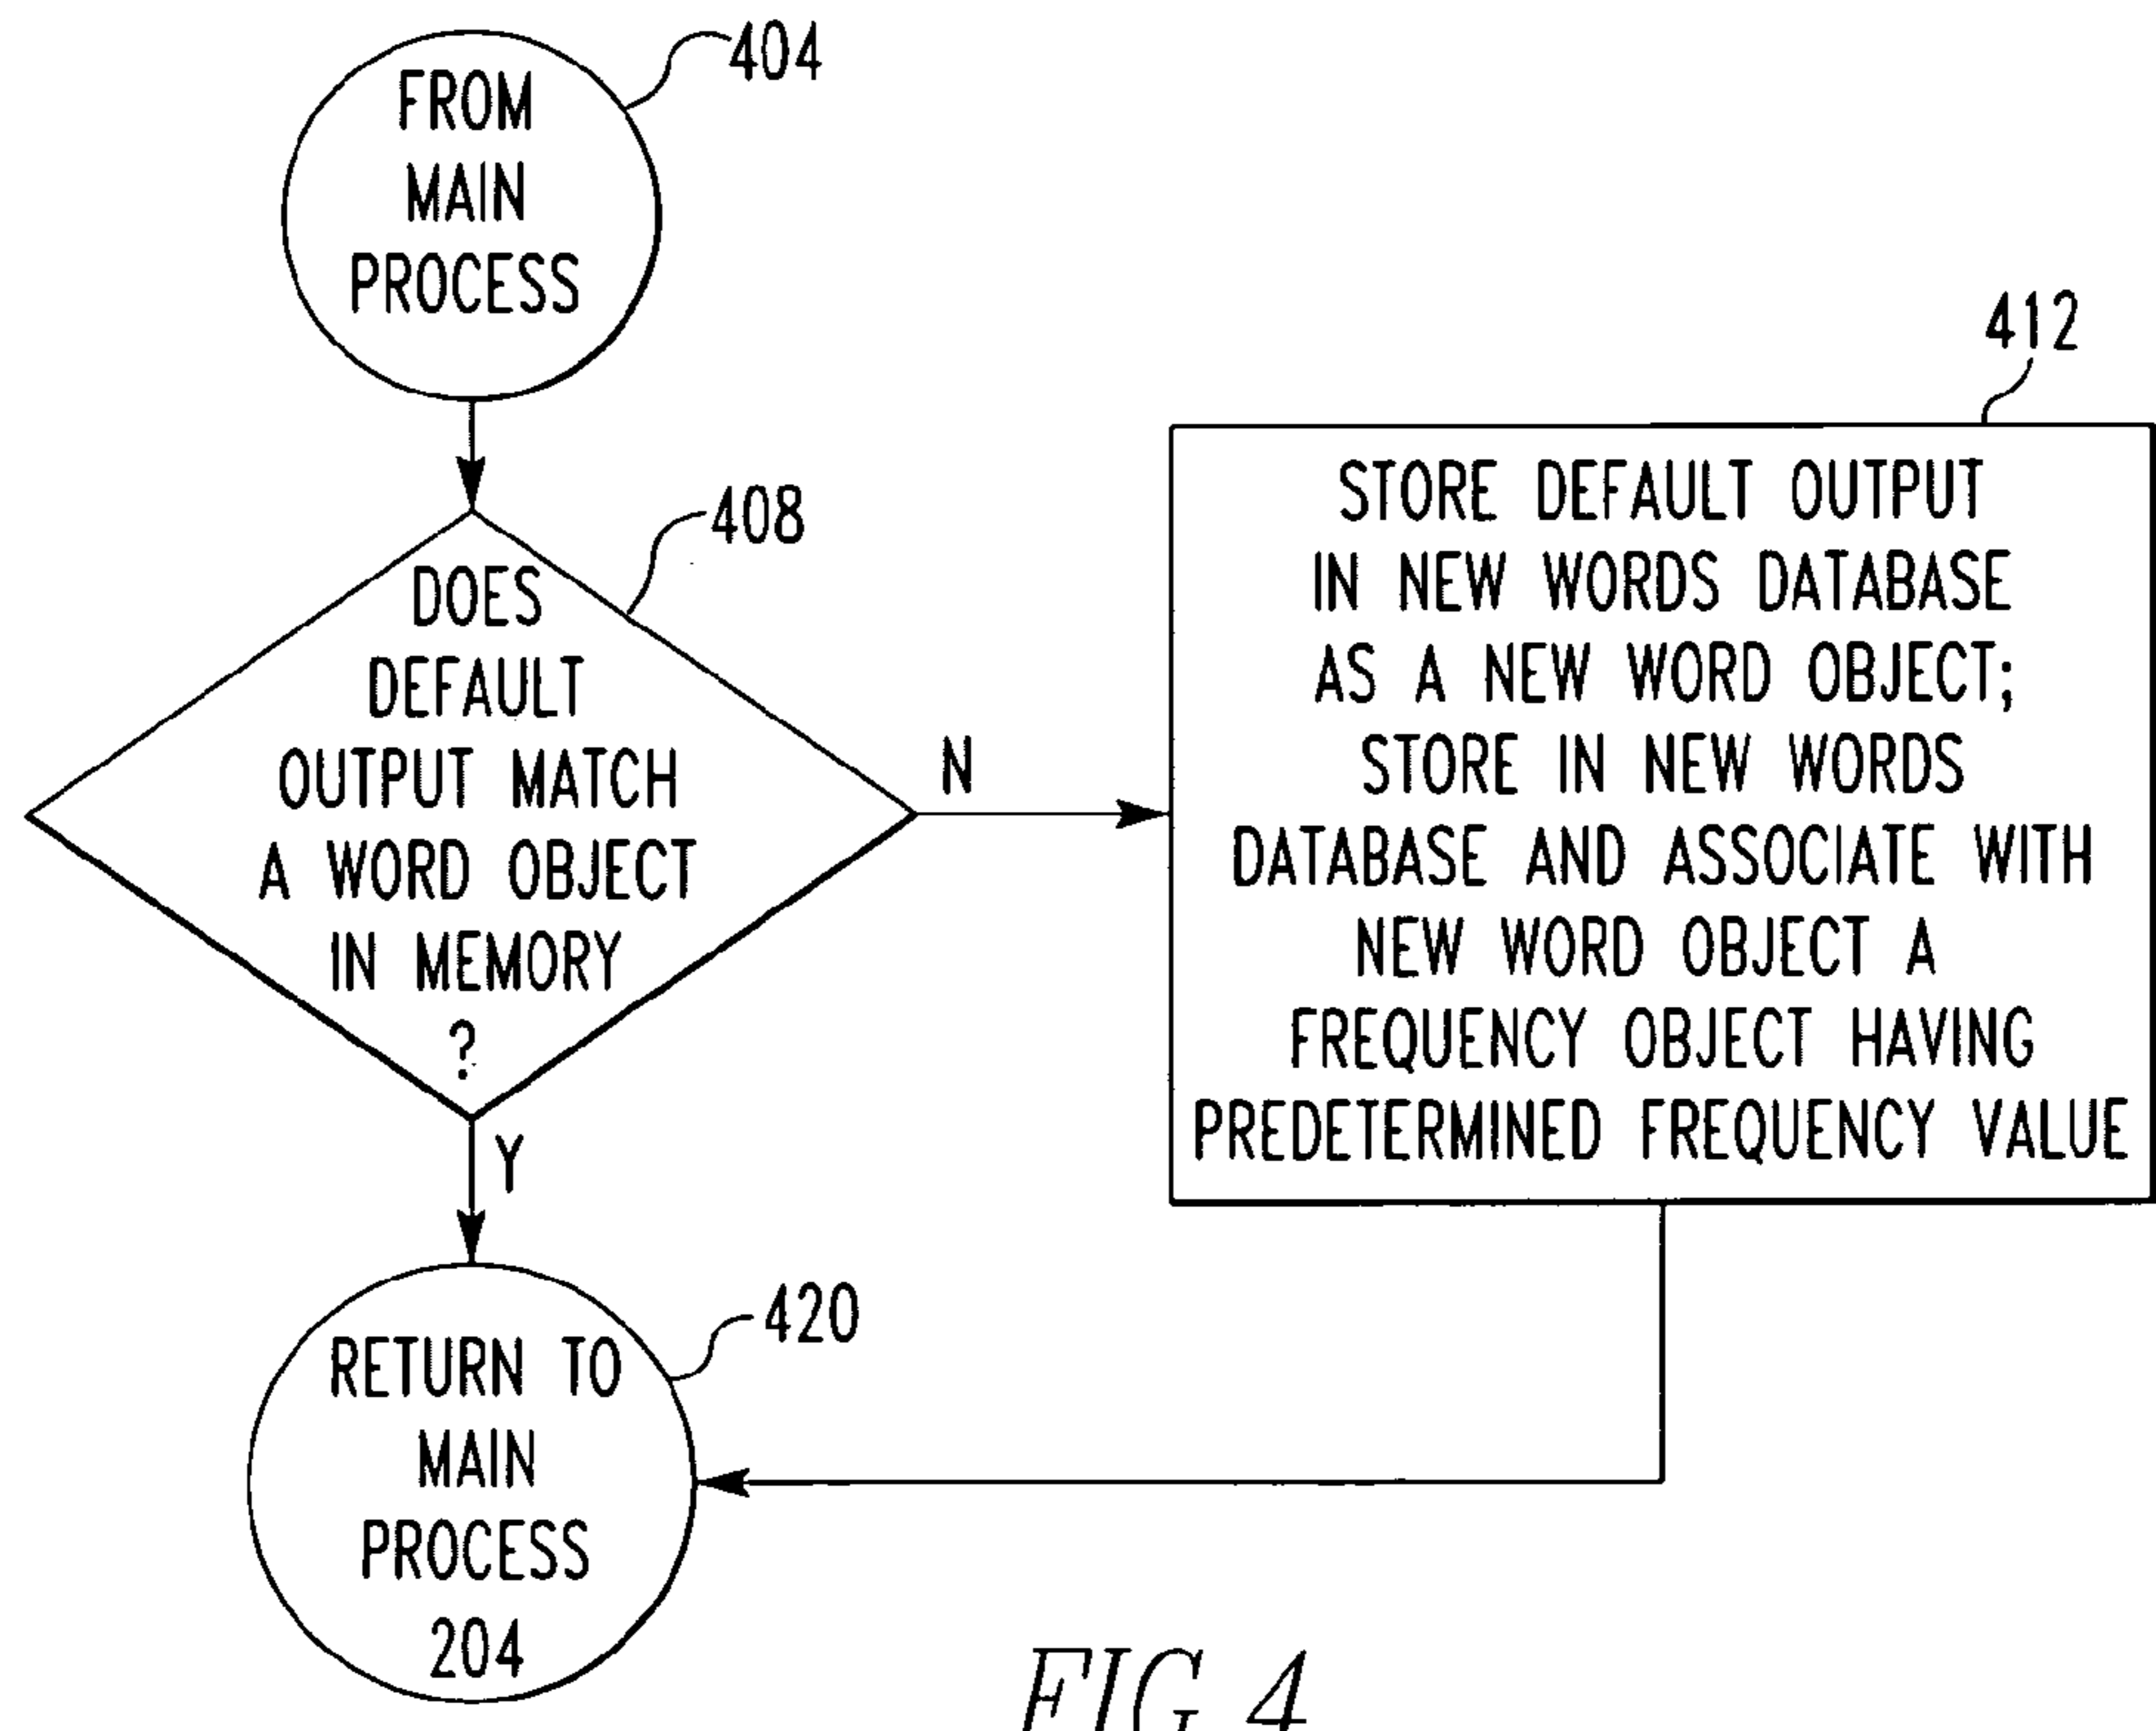 404
FROM
MAIN
PROCESS
408
DOES
DEFAULT
OUTPUT MATCH
A WORD OBJECT
IN MEMORY
?
N
Y
412
STORE DEFAULT OUTPUT
IN NEW WORDS DATABASE
AS A NEW WORD OBJECT;
STORE IN NEW WORDS
DATABASE AND ASSOCIATE WITH
NEW WORD OBJECT A
FREQUENCY OBJECT HAVING
PREDETERMINED FREQUENCY VALUE
420
RETURN TO
MAIN
PROCESS
204
FIG. 4